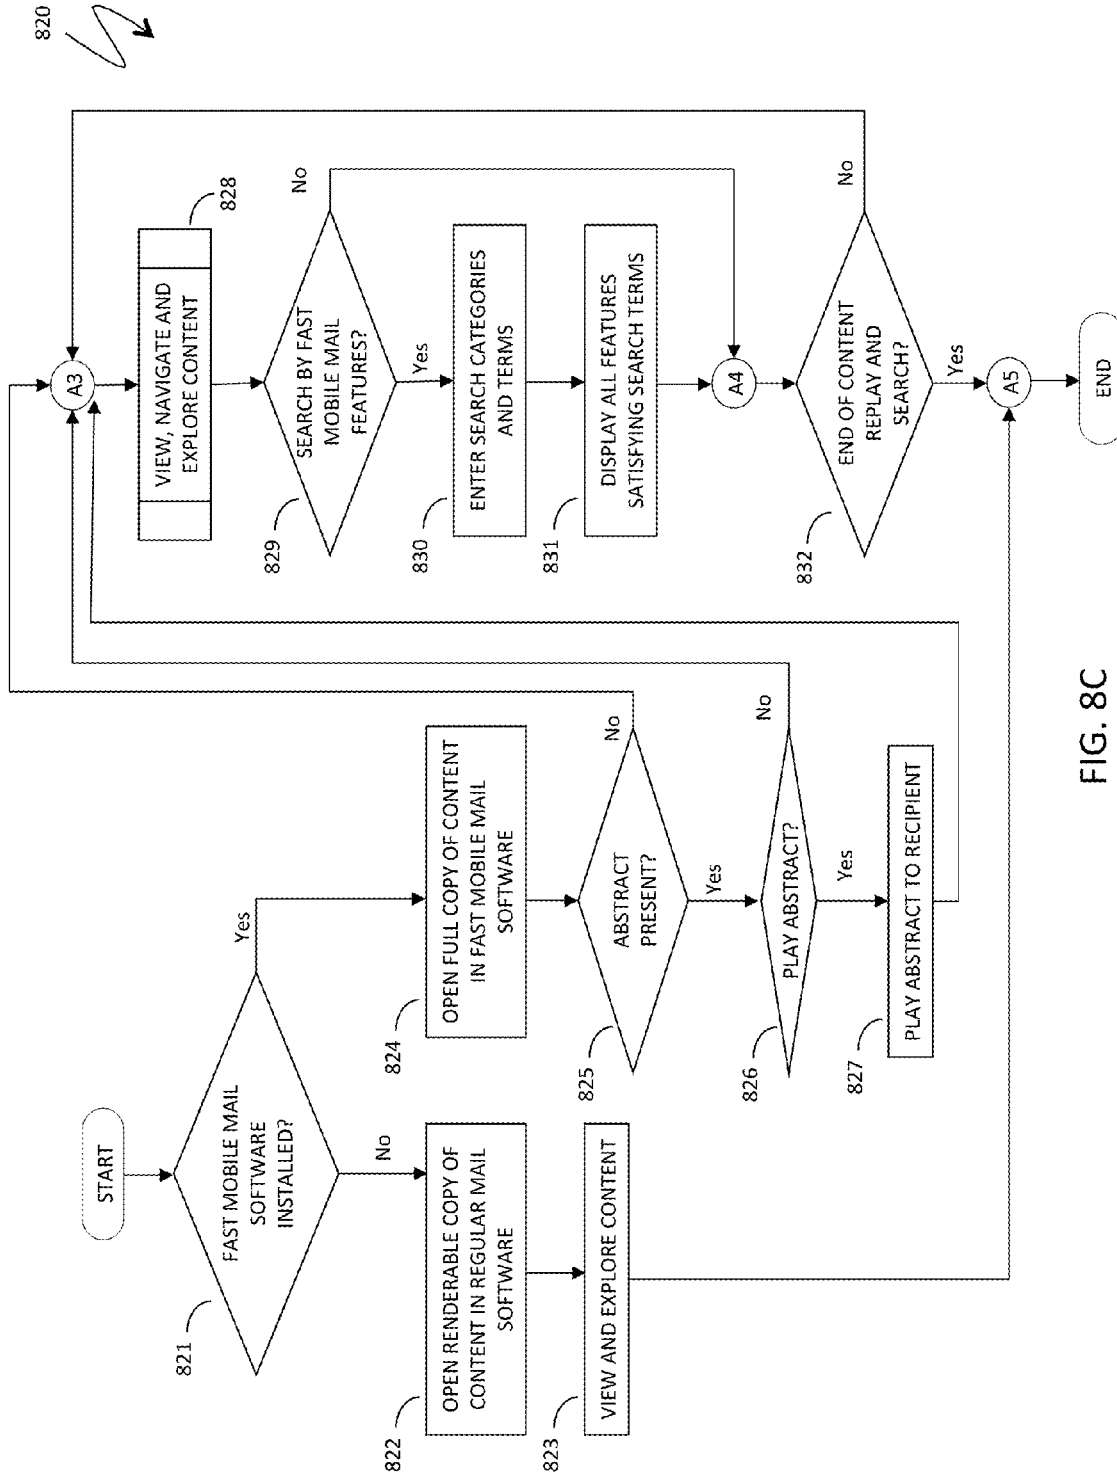 820
START
FAST MOBILE MAIL
SOFTWARE
INSTALLED?
821
Yes
No
OPEN RENDERABLE COPY OF
CONTENT IN REGULAR MAIL
SOFTWARE
822
VIEW AND EXPLORE CONTENT
823
OPEN FULL COPY OF CONTENT
IN FAST MOBILE MAIL
SOFTWARE
824
ABSTRACT
PRESENT?
825
No
Yes
PLAY ABSTRACT?
826
No
Yes
PLAY ABSTRACT TO RECIPIENT
827
A3
VIEW, NAVIGATE AND
EXPLORE CONTENT
828
SEARCH BY FAST
MOBILE MAIL
FEATURES?
829
No
Yes
ENTER SEARCH CATEGORIES
AND TERMS
830
DISPLAY ALL FEATURES
SATISFYING SEARCH TERMS
831
A4
END OF CONTENT
REPLAY AND
SEARCH?
832
No
Yes
A5
END
FIG. 8C